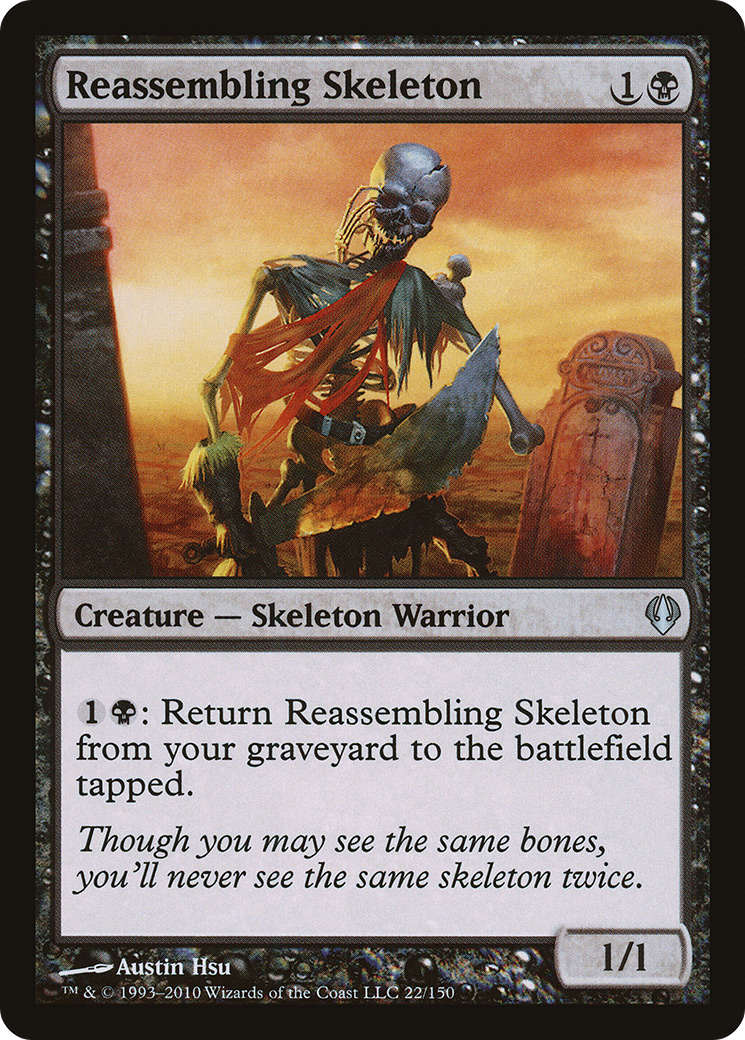 Reassembling Skeleton 1
Creature — Skeleton Warrior
1 : Return Reassembling Skeleton
from your graveyard to the battlefield
tapped.
Though you may see the same bones,
you'll never see the same skeleton twice.
1/1
Austin Hsu
™ & © 1993–2010 Wizards of the Coast LLC 22/150